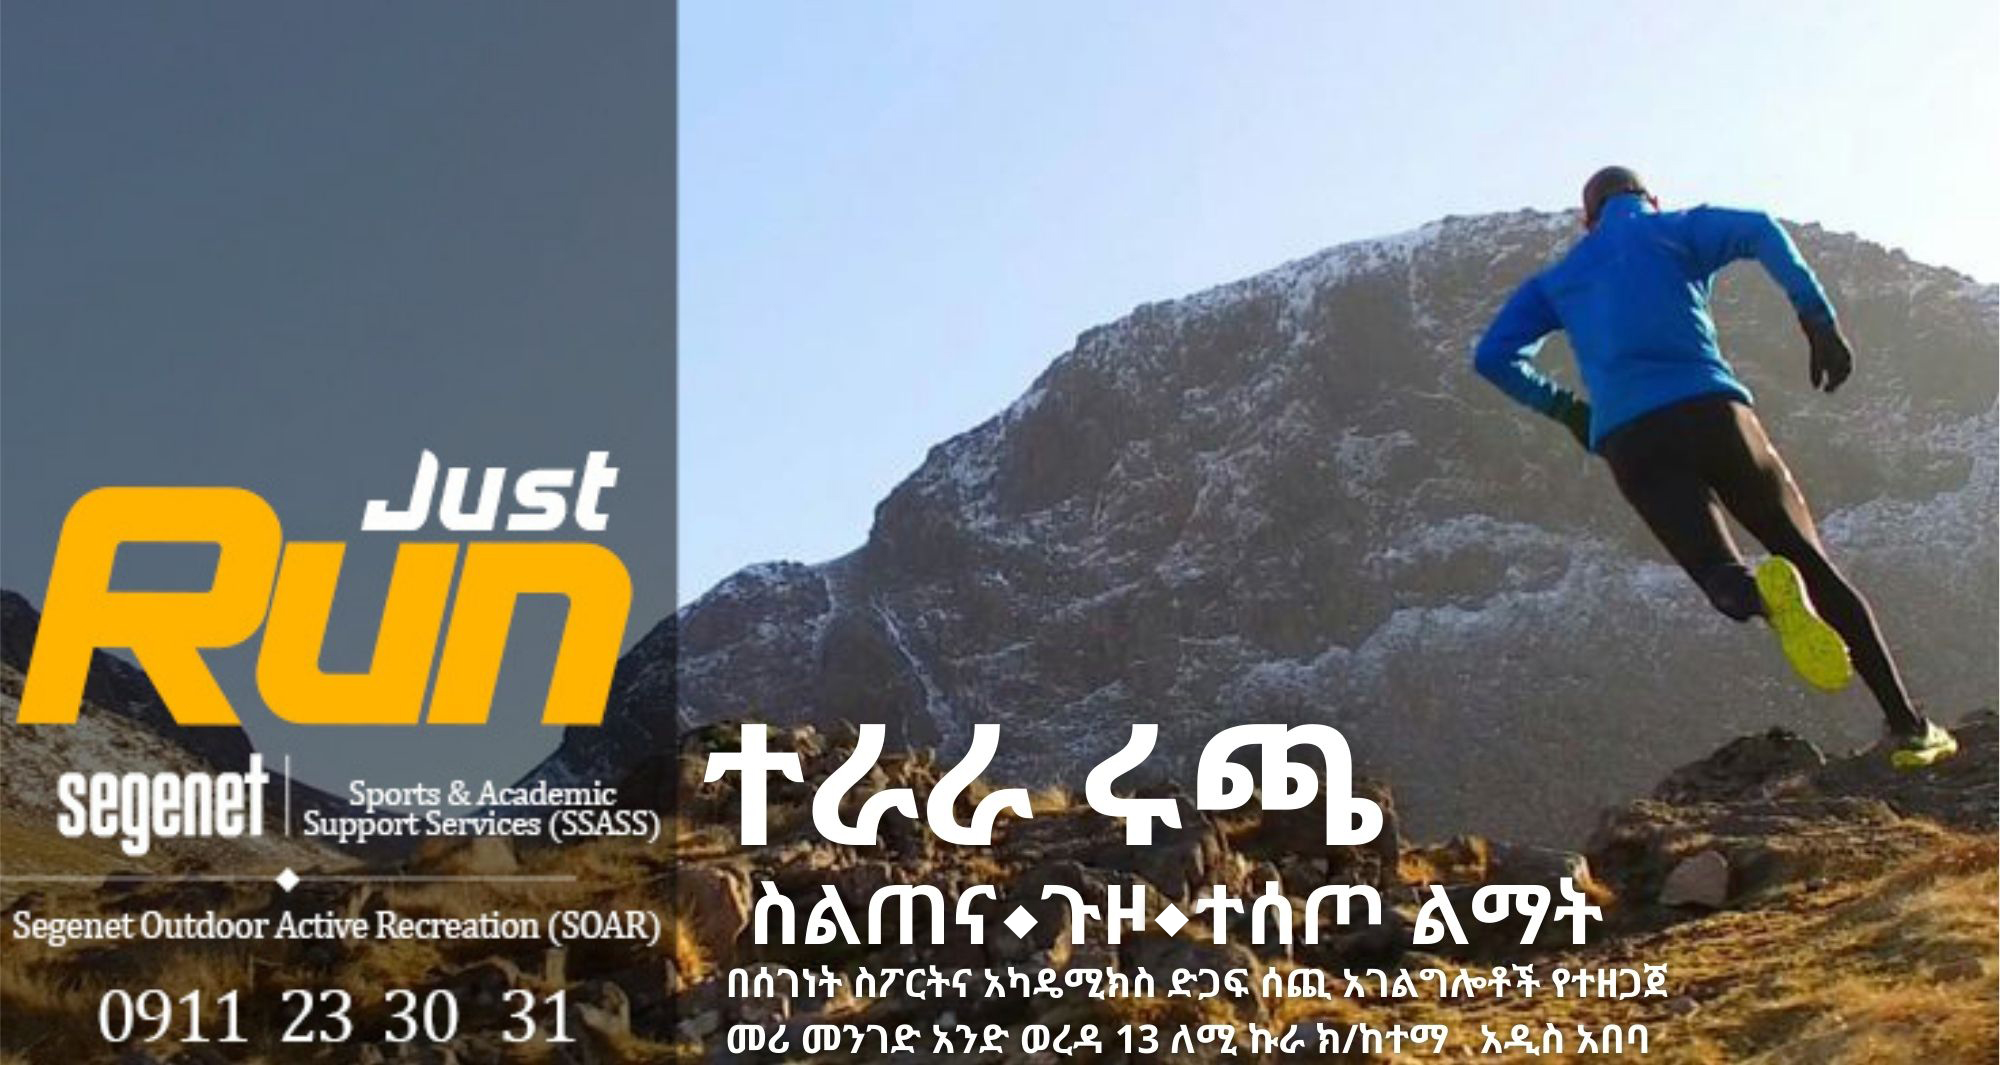 Just
Run
segenet
Sports & Academic
Support Services (SSASS)
Segenet Outdoor Active Recreation (SOAR)
0911 23 30 31
ተራራ ሩጫ
ስልጠና◆ጉዞ◆ተሰጦ ልማት
በሰገነት ስፖርትና አካዴሚክስ ድጋፍ ሰጪ አገልግሎቶች የተዘጋጀ
መሪ መንገድ አንድ ወረዳ 13 ለሚ ኩራ ክ/ከተማ , አዲስ አበባ